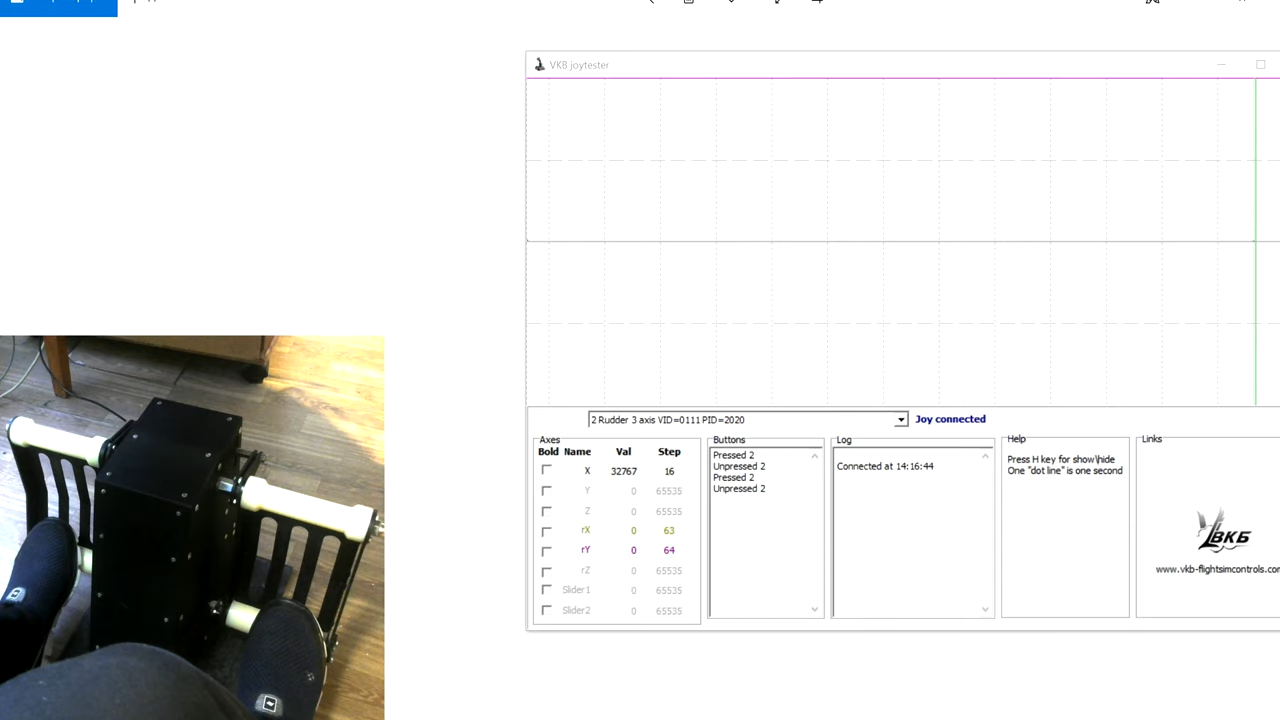 VKB joytester
2 Rudder 3 axis VID=0111 PID=2020
Joy connected
Axes
Bold Name Val Step
X 32767 16
Y 0 65535
Z 0 65535
rX 0 63
rY 0 64
rZ 0 65535
Slider1 0 65535
Slider2 0 65535
Buttons
Pressed 2
Unpressed 2
Pressed 2
Unpressed 2
Log
Connected at 14:16:44
Help
Press H key for show\hide
One "dot line" is one second
Links
ВКБ
www.vkb-flightsimcontrols.com